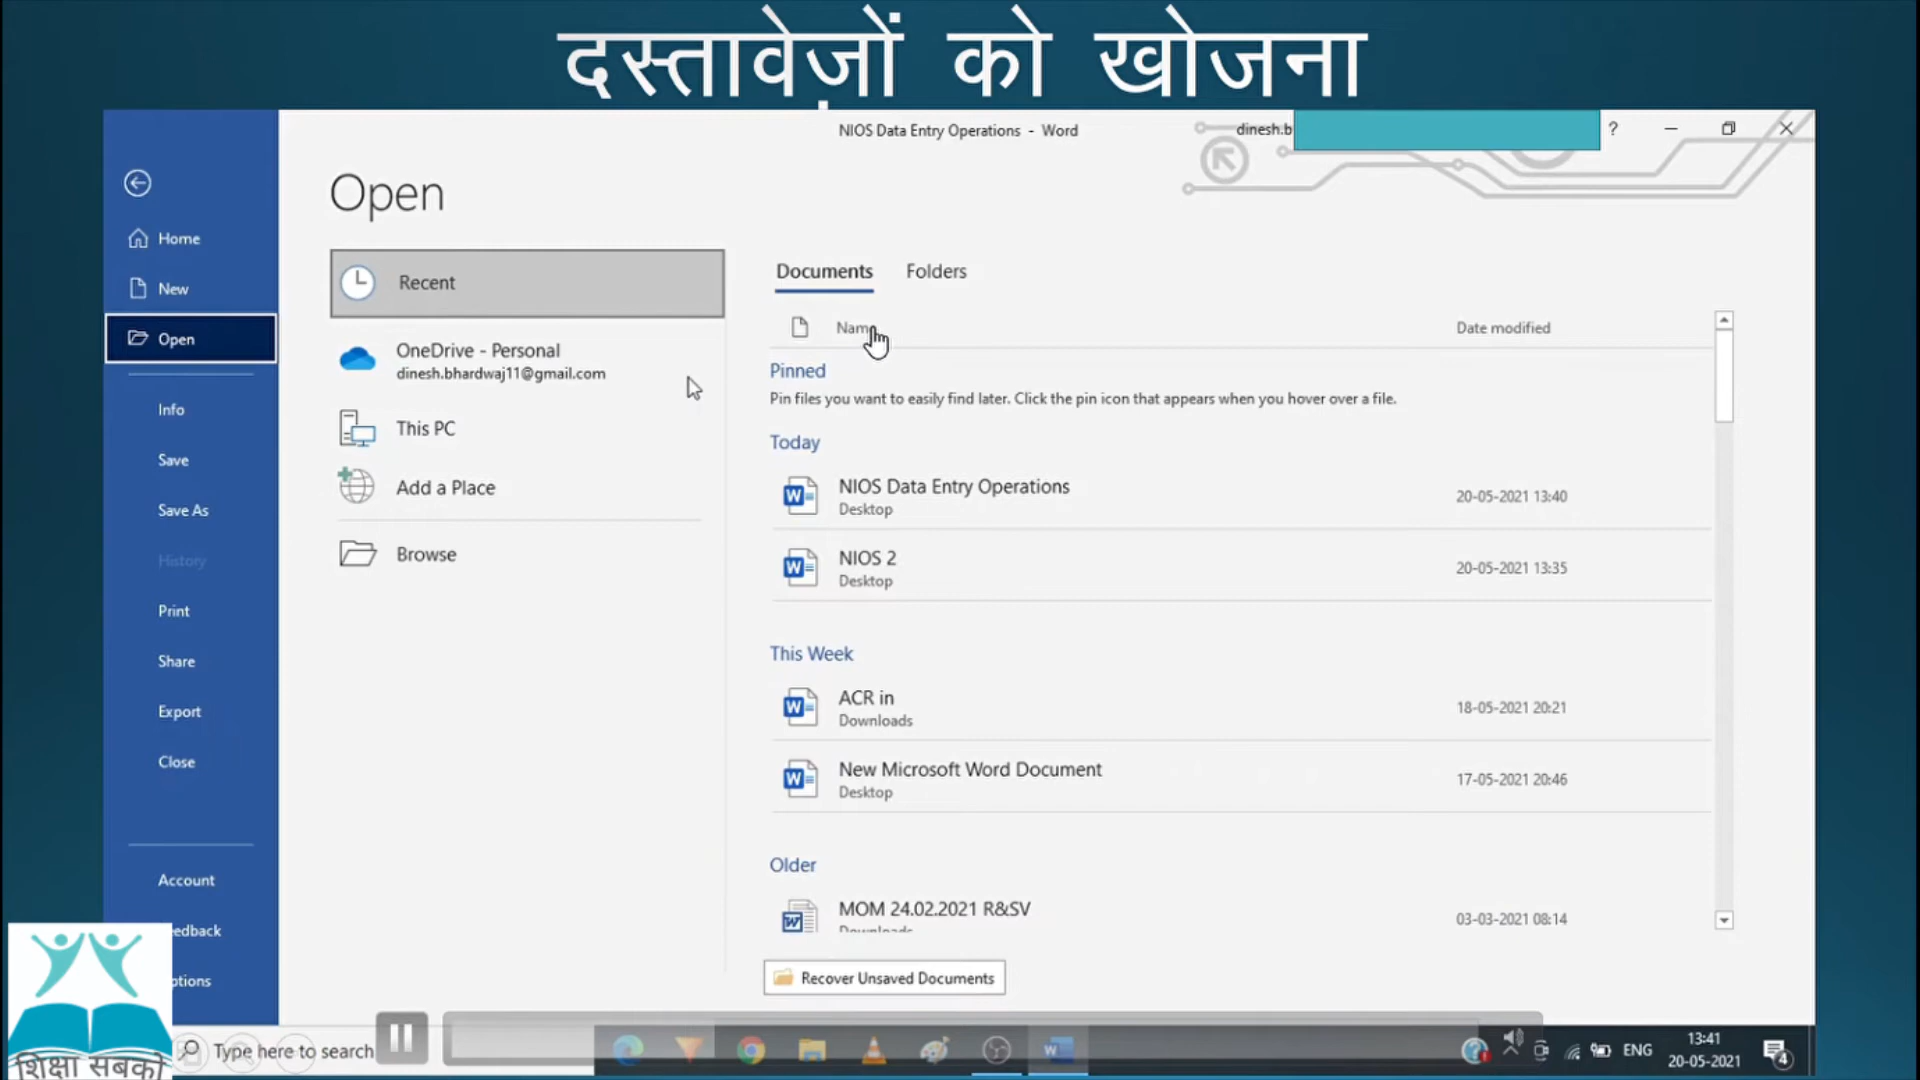 दस्तावेज़ों को खोजना
NIOS Data Entry Operations - Word
dinesh.b
?
Open
Home
New
Open
Info
Save
Save As
History
Print
Share
Export
Close
Account
edback
ptions
Recent
OneDrive - Personal
dinesh.bhardwaj11@gmail.com
This PC
Add a Place
Browse
Documents Folders
Name Date modified
Pinned
Pin files you want to easily find later. Click the pin icon that appears when you hover over a file.
Today
NIOS Data Entry Operations 20-05-2021 13:40
Desktop
NIOS 2 20-05-2021 13:35
Desktop
This Week
ACR in 18-05-2021 20:21
Downloads
New Microsoft Word Document 17-05-2021 20:46
Desktop
Older
MOM 24.02.2021 R&SV 03-03-2021 08:14
Downloads
Recover Unsaved Documents
शिक्षा सबको
Type here to search
ENG
13:41
20-05-2021
4